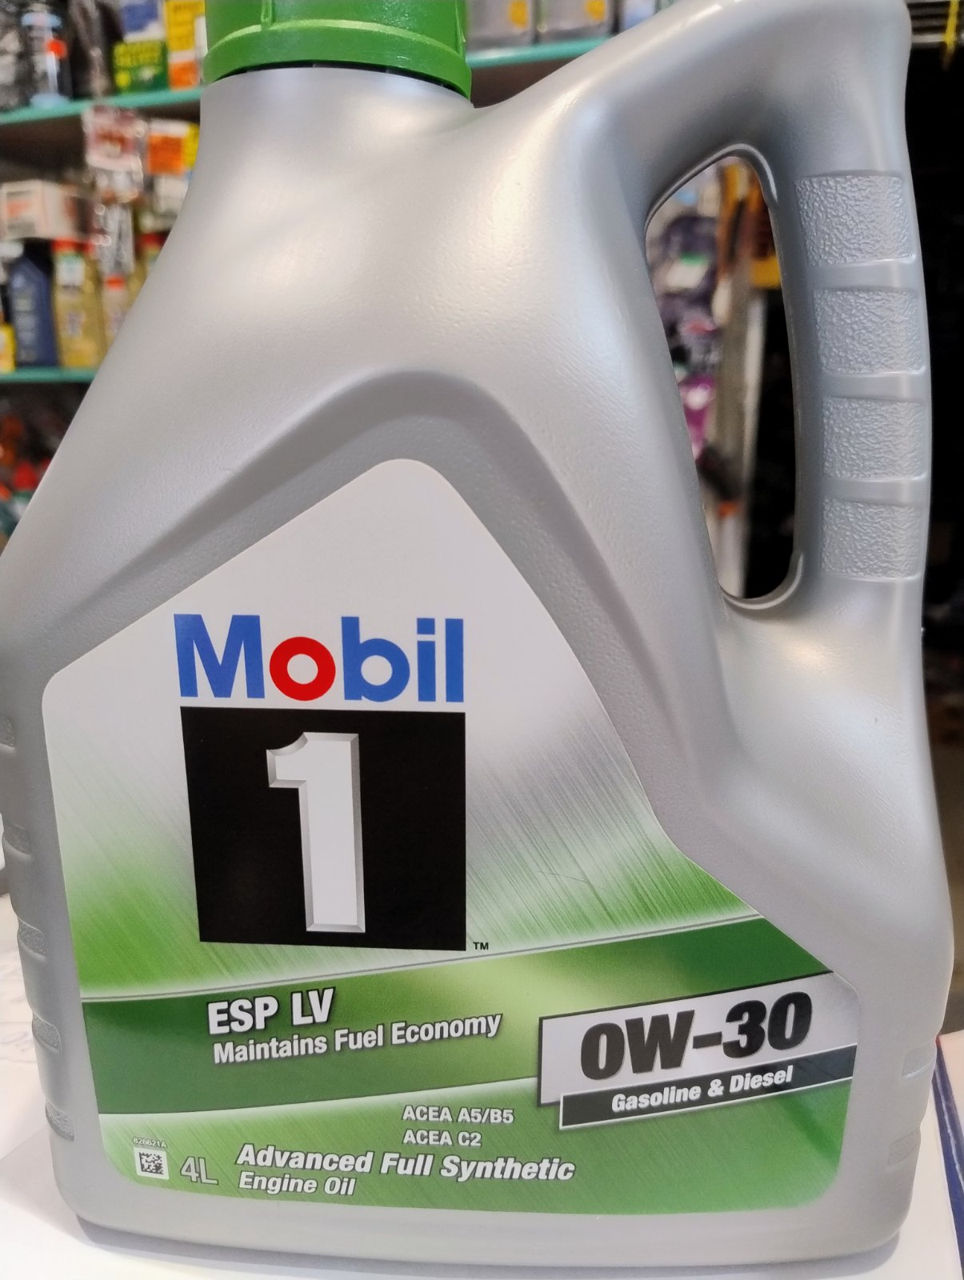 Mobil
1
TM
ESP LV
Maintains Fuel Economy
0W-30
Gasoline & Diesel
ACEA A5/B5
ACEA C2
626621A
4L
Advanced Full Synthetic
Engine Oil